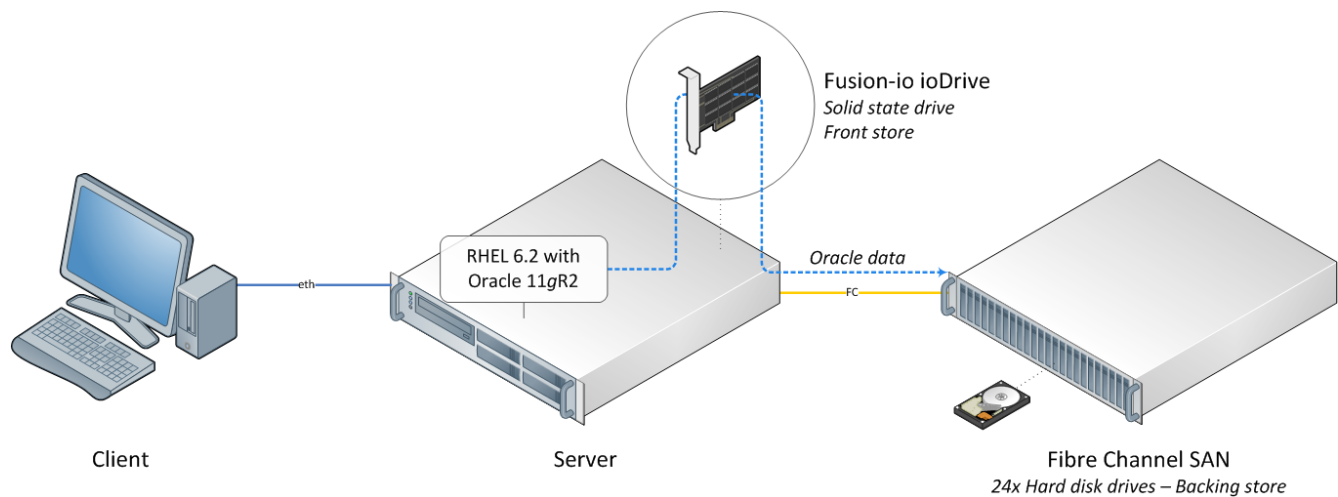 Fusion-io ioDrive
Solid state drive
Front store
RHEL 6.2 with
Oracle 11gR2
Oracle data
eth
FC
Client
Server
Fibre Channel SAN
24x Hard disk drives – Backing store